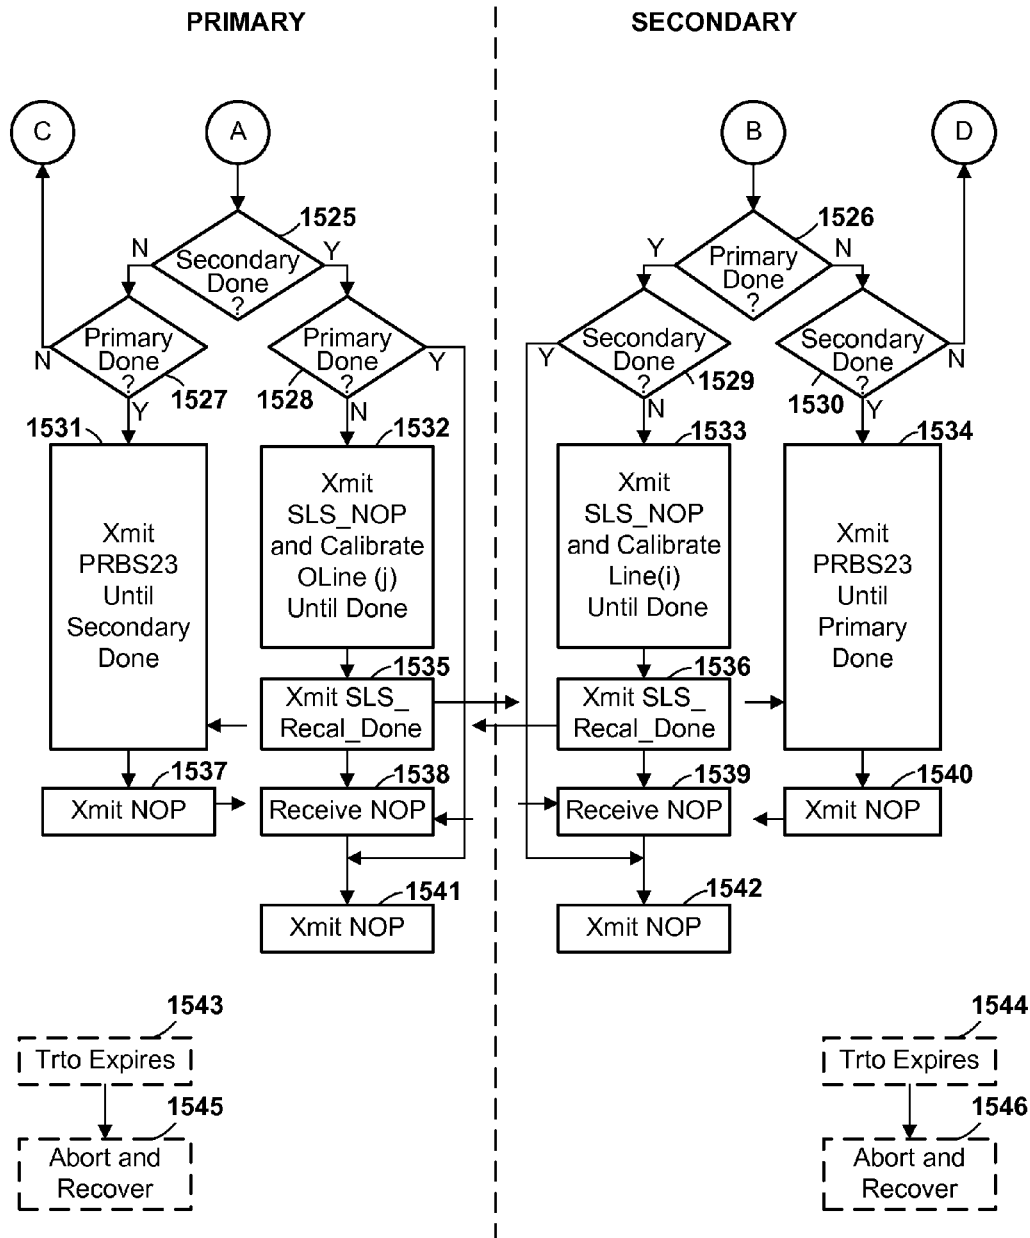 PRIMARY
SECONDARY
C
A
B
D
1525
1526
N
Secondary
Done
?
Y
Y
Primary
Done
?
N
N
Primary
Done
?
1527
Y
Primary
Done
?
1528
Y
N
Y
Secondary
Done
?
1529
N
Secondary
Done
?
1530
N
Y
1531
1532
1533
1534
Xmit
PRBS23
Until
Secondary
Done
Xmit
SLS_NOP
and Calibrate
OLine (j)
Until Done
Xmit
SLS_NOP
and Calibrate
Line(i)
Until Done
Xmit
PRBS23
Until
Primary
Done
1535
1536
Xmit SLS_
Recal_Done
Xmit SLS_
Recal_Done
1537
1538
1539
1540
Xmit NOP
Receive NOP
Receive NOP
Xmit NOP
1541
1542
Xmit NOP
Xmit NOP
1543
1544
Trto Expires
Trto Expires
1545
1546
Abort and
Recover
Abort and
Recover